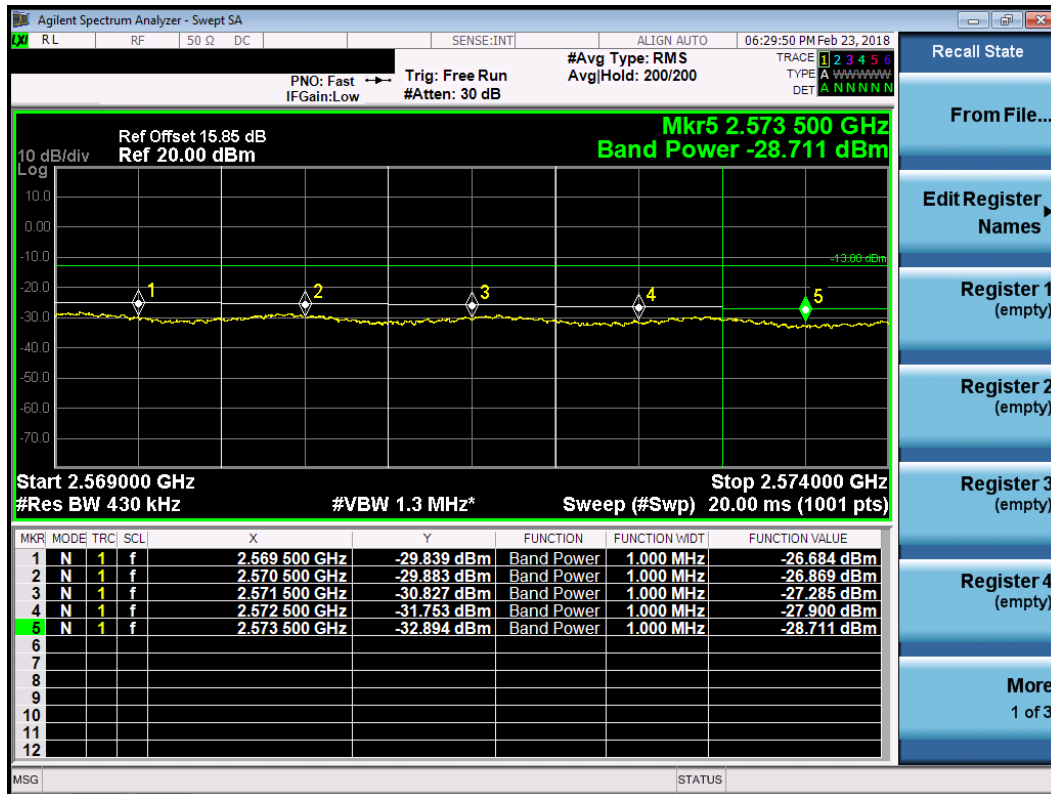 Agilent Spectrum Analyzer - Swept SA
LXI RL RF 50 Ω DC SENSE:INT ALIGN AUTO 06:29:50 PM Feb 23, 2018
PNO: Fast
IFGain:Low
Trig: Free Run
#Atten: 30 dB
#Avg Type: RMS
Avg|Hold: 200/200
TRACE 1 2 3 4 5 6
TYPE A WWWWW
DET A N N N N N
Ref Offset 15.85 dB
10 dB/div Ref 20.00 dBm
Log
Mkr5 2.573 500 GHz
Band Power -28.711 dBm
10.0
0.00
-10.0
-20.0
-30.0
-40.0
-50.0
-60.0
-70.0
-13.00 dBm
1 2 3 4 5
Start 2.569000 GHz Stop 2.574000 GHz
#Res BW 430 kHz #VBW 1.3 MHz* Sweep (#Swp) 20.00 ms (1001 pts)
MKR MODE TRC SCL X Y FUNCTION FUNCTION WIDT FUNCTION VALUE
1 N 1 f 2.569 500 GHz -29.839 dBm Band Power 1.000 MHz -26.684 dBm
2 N 1 f 2.570 500 GHz -29.883 dBm Band Power 1.000 MHz -26.869 dBm
3 N 1 f 2.571 500 GHz -30.827 dBm Band Power 1.000 MHz -27.285 dBm
4 N 1 f 2.572 500 GHz -31.753 dBm Band Power 1.000 MHz -27.900 dBm
5 N 1 f 2.573 500 GHz -32.894 dBm Band Power 1.000 MHz -28.711 dBm
6
7
8
9
10
11
12
MSG STATUS
Recall State
From File...
Edit Register
Names
Register 1
(empty)
Register 2
(empty)
Register 3
(empty)
Register 4
(empty)
More
1 of 3